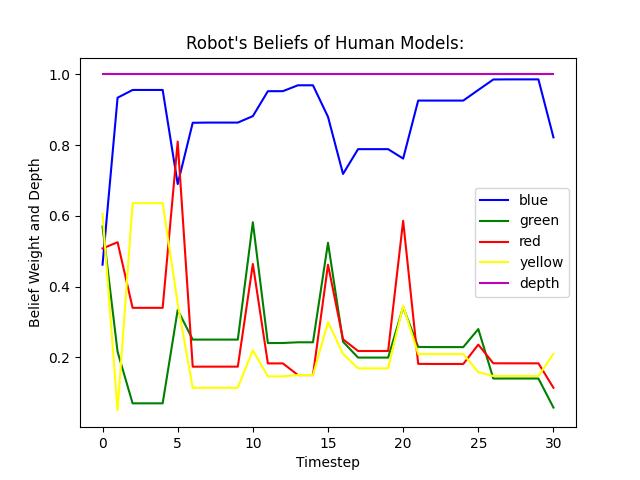 Robot's Beliefs of Human Models:
Belief Weight and Depth
1.0
0.8
0.6
0.4
0.2
blue
green
red
yellow
depth
0 5 10 15 20 25 30
Timestep